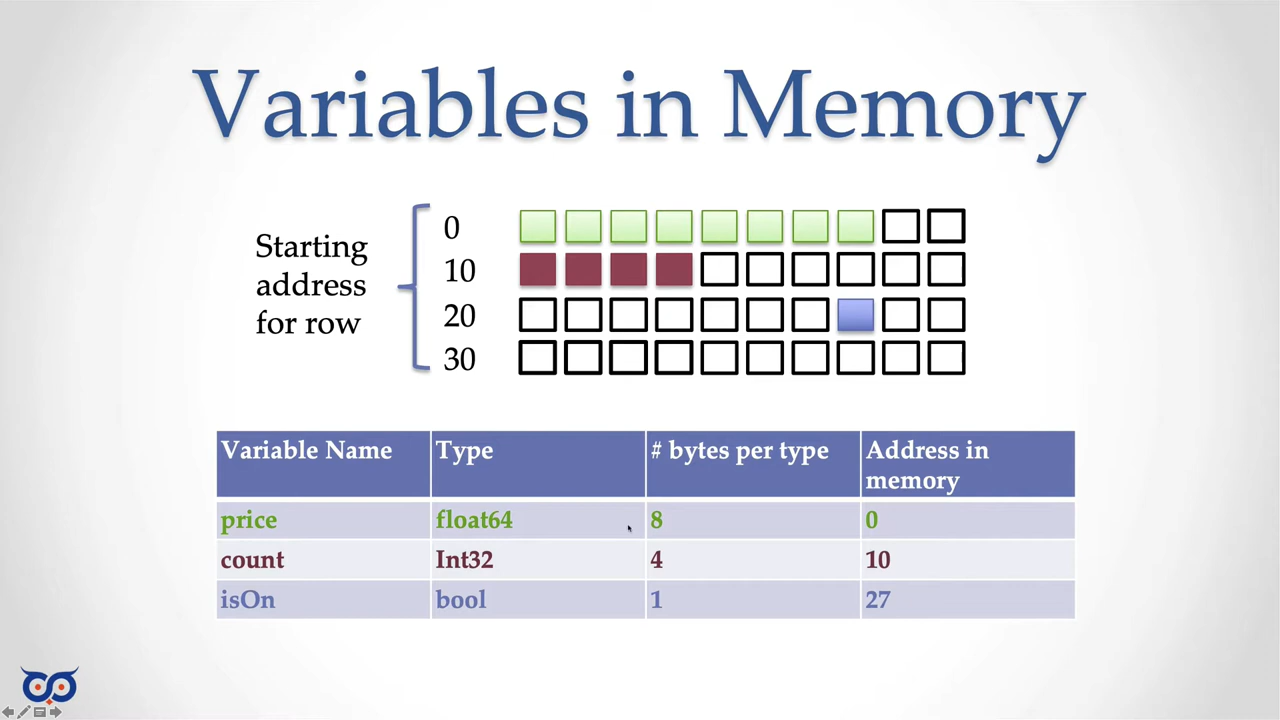 Variables in Memory
Starting
address
for row
0
10
20
30
Variable Name Type # bytes per type Address in
memory
price float64 8 0
count Int32 4 10
isOn bool 1 27